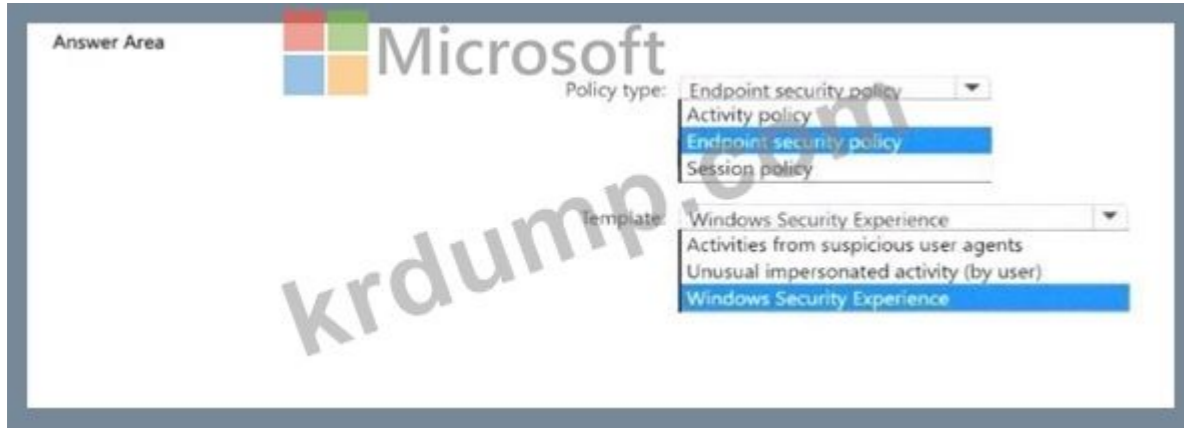 Answer Area
Microsoft
Policy type: Endpoint security policy
Activity policy
Endpoint security policy
Session policy
Template: Windows Security Experience
Activities from suspicious user agents
Unusual impersonated activity (by user)
Windows Security Experience
krdump.com